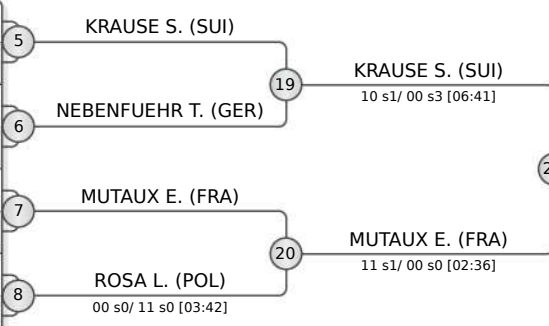 5
KRAUSE S. (SUI)
19
KRAUSE S. (SUI)
10 s1/ 00 s3 [06:41]
6
NEBENFUEHR T. (GER)
7
MUTAUX E. (FRA)
20
MUTAUX E. (FRA)
11 s1/ 00 s0 [02:36]
8
ROSA L. (POL)
00 s0/ 11 s0 [03:42]